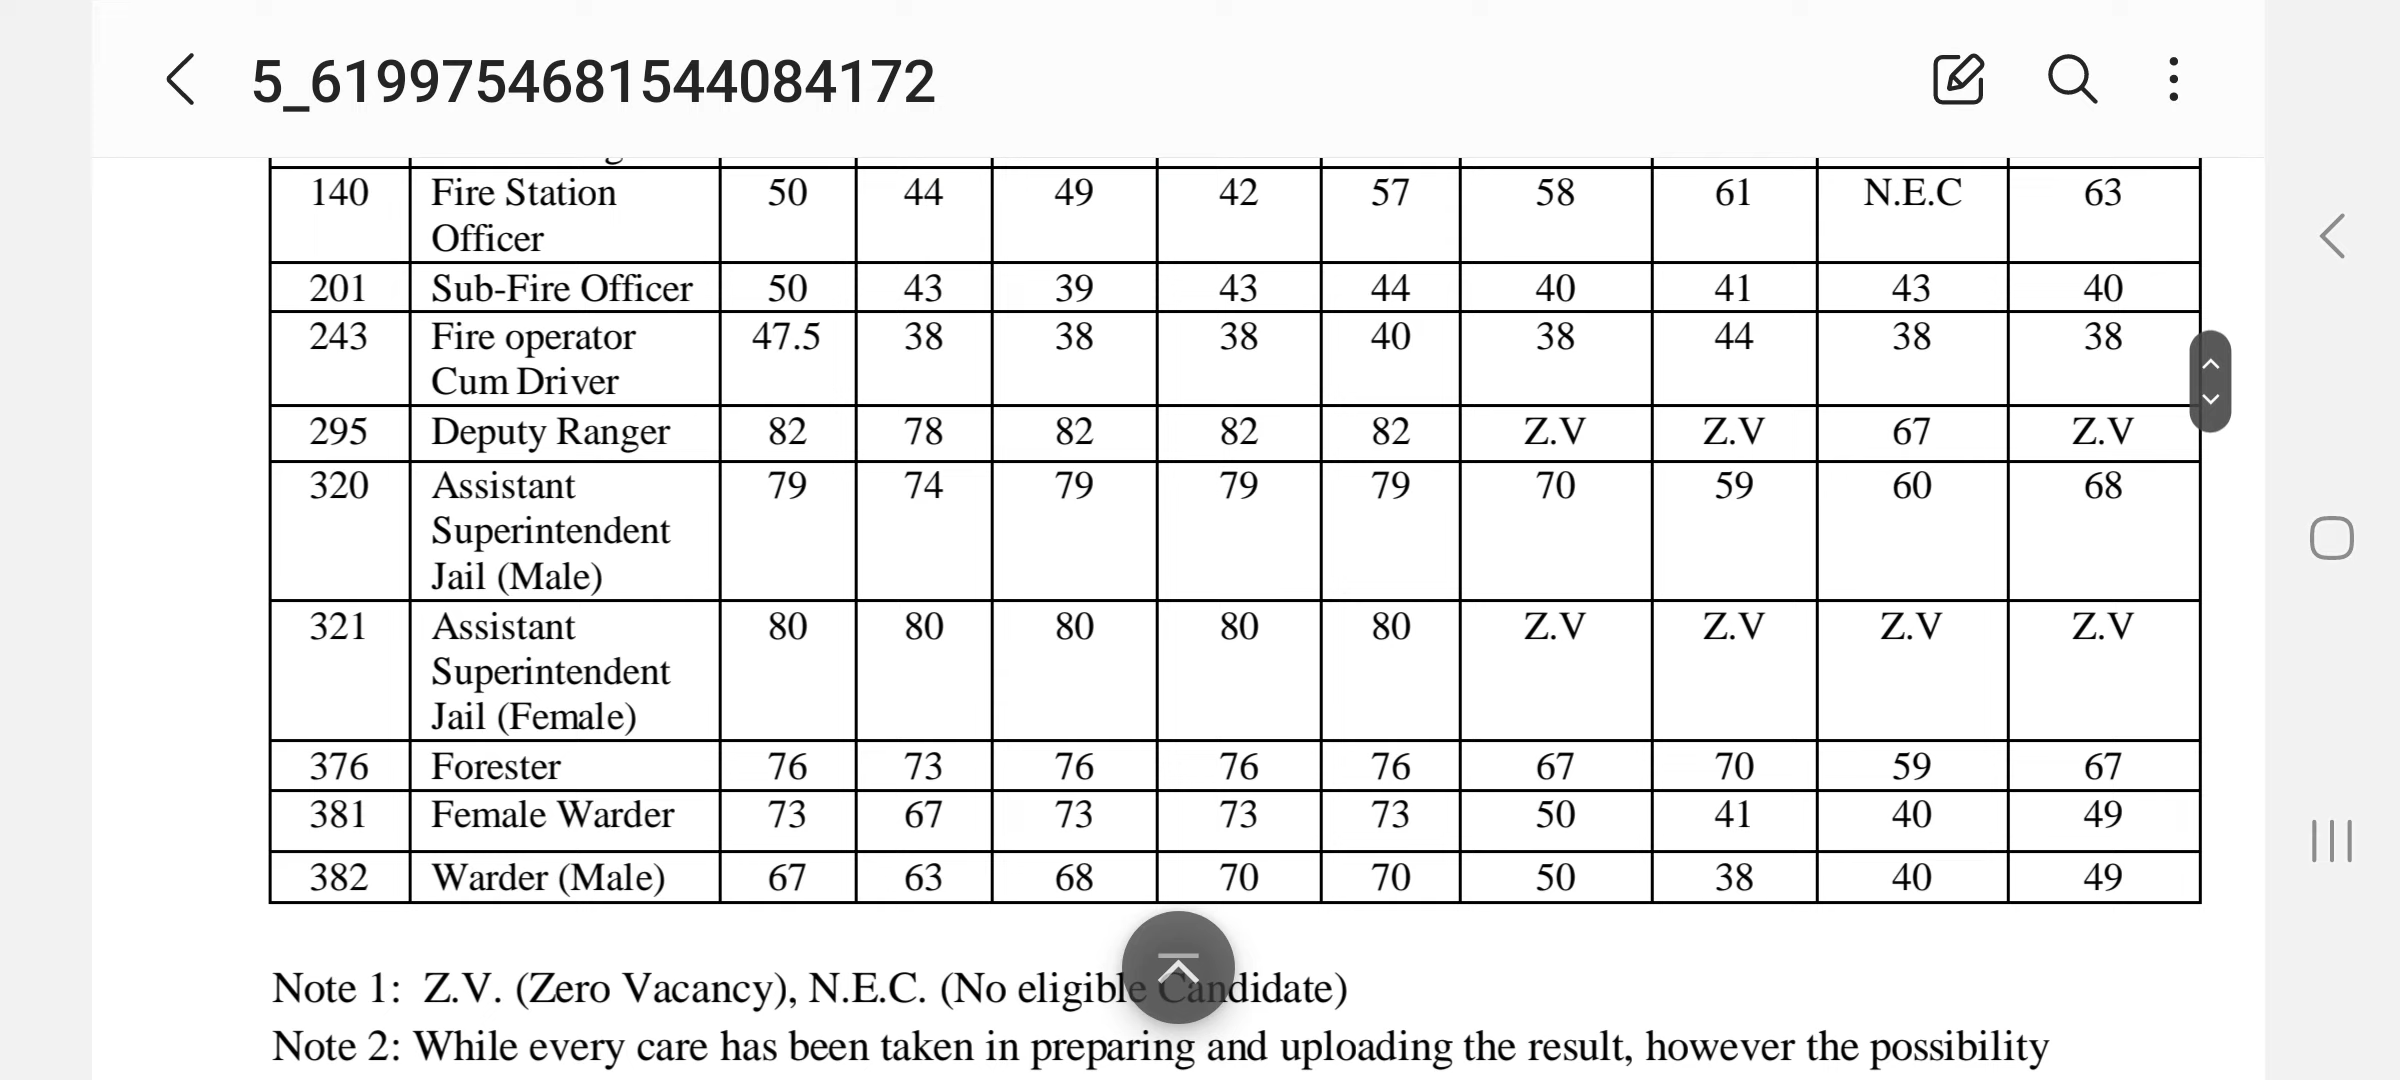 5_6199754681544084172
140 Fire Station 50 44 49 42 57 58 61 N.E.C 63
Officer
201 Sub-Fire Officer 50 43 39 43 44 40 41 43 40
243 Fire operator 47.5 38 38 38 40 38 44 38 38
Cum Driver
295 Deputy Ranger 82 78 82 82 82 Z.V Z.V 67 Z.V
320 Assistant 79 74 79 79 79 70 59 60 68
Superintendent
Jail (Male)
321 Assistant 80 80 80 80 80 Z.V Z.V Z.V Z.V
Superintendent
Jail (Female)
376 Forester 76 73 76 76 76 67 70 59 67
381 Female Warder 73 67 73 73 73 50 41 40 49
382 Warder (Male) 67 63 68 70 70 50 38 40 49
Note 1: Z.V. (Zero Vacancy), N.E.C. (No eligible Candidate)
Note 2: While every care has been taken in preparing and uploading the result, however the possibility